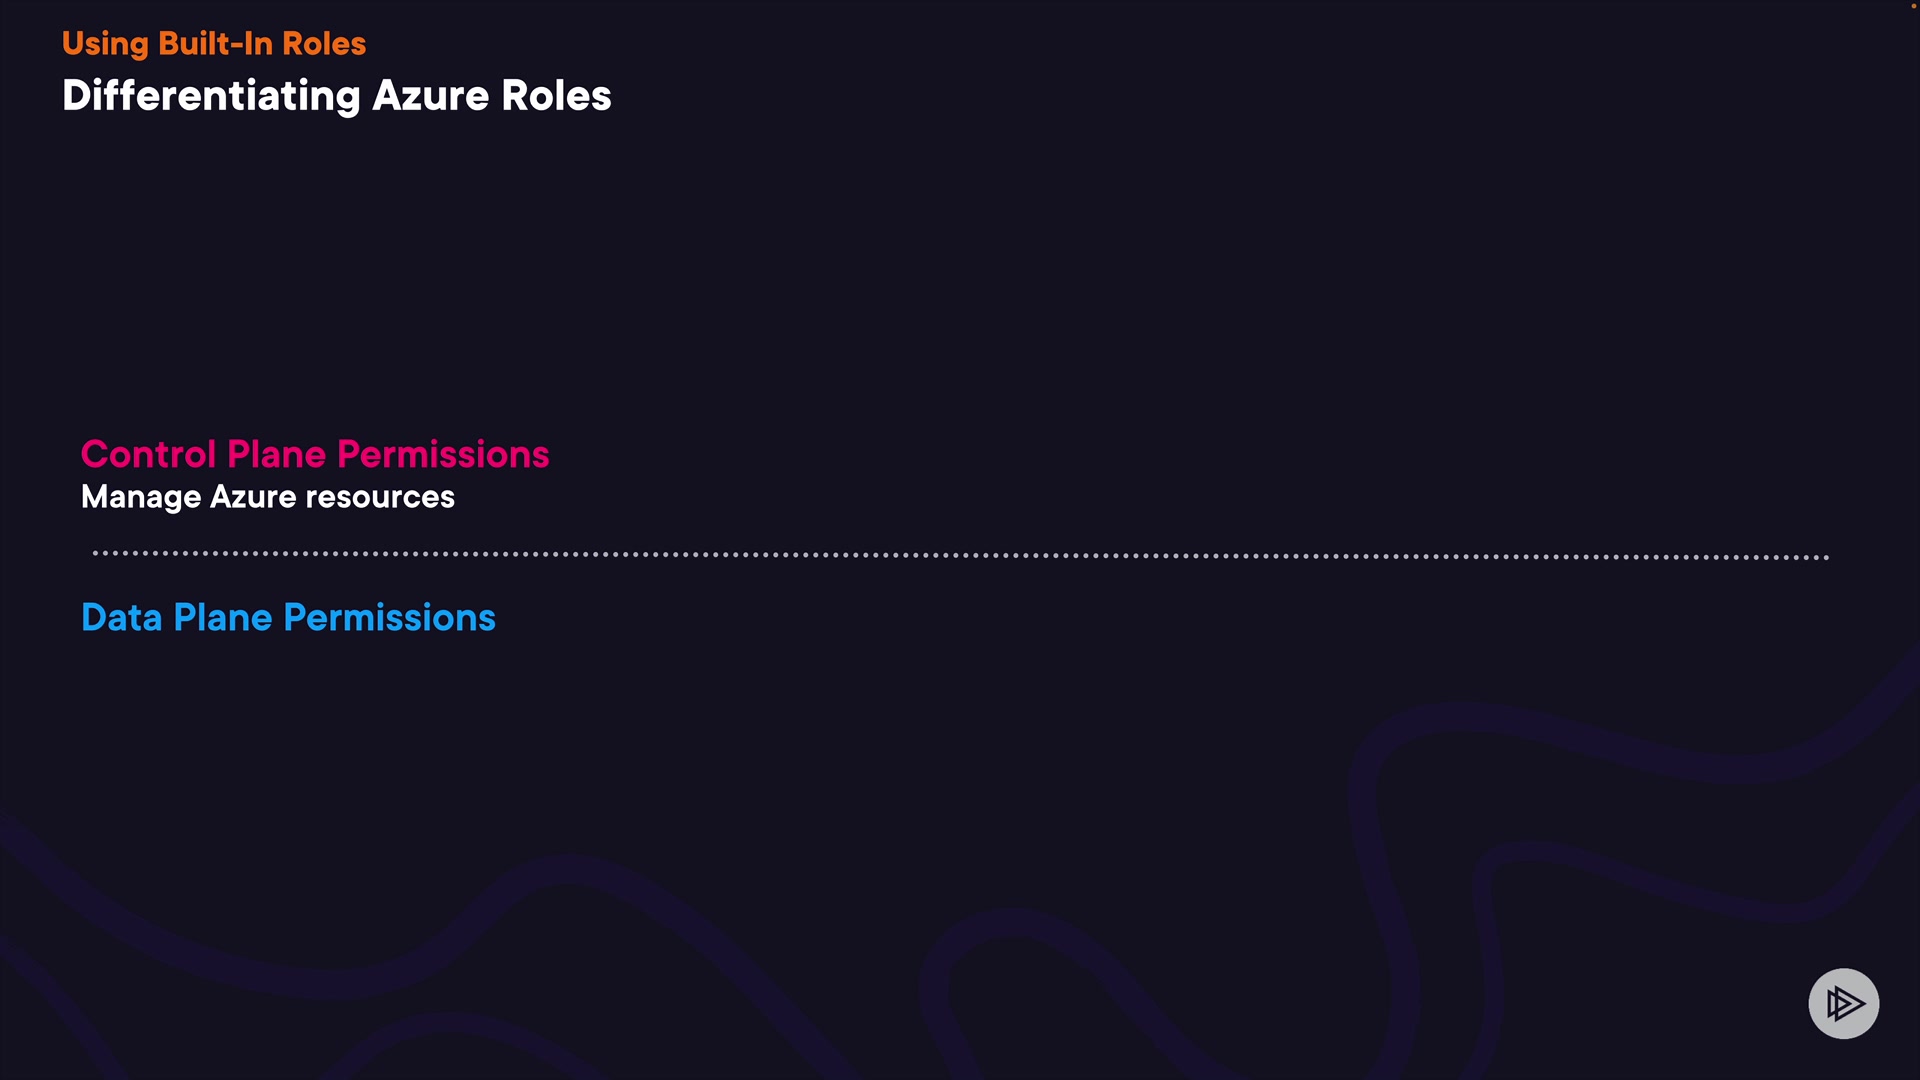 Using Built-In Roles
Differentiating Azure Roles
Control Plane Permissions
Manage Azure resources
Data Plane Permissions